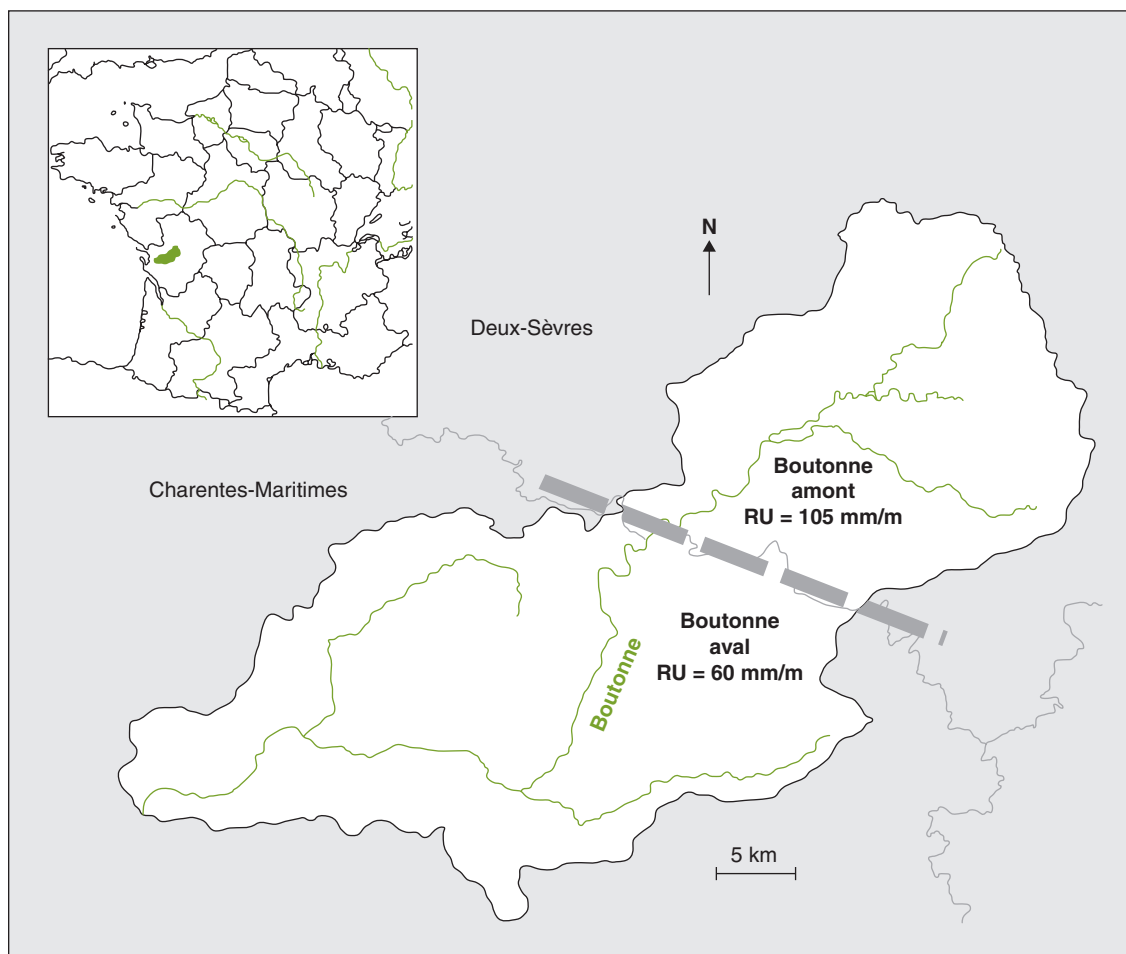 N
Deux-Sèvres
Charentes-Maritimes
Boutonne
amont
RU = 105 mm/m
Boutonne
aval
RU = 60 mm/m
Boutonne
5 km